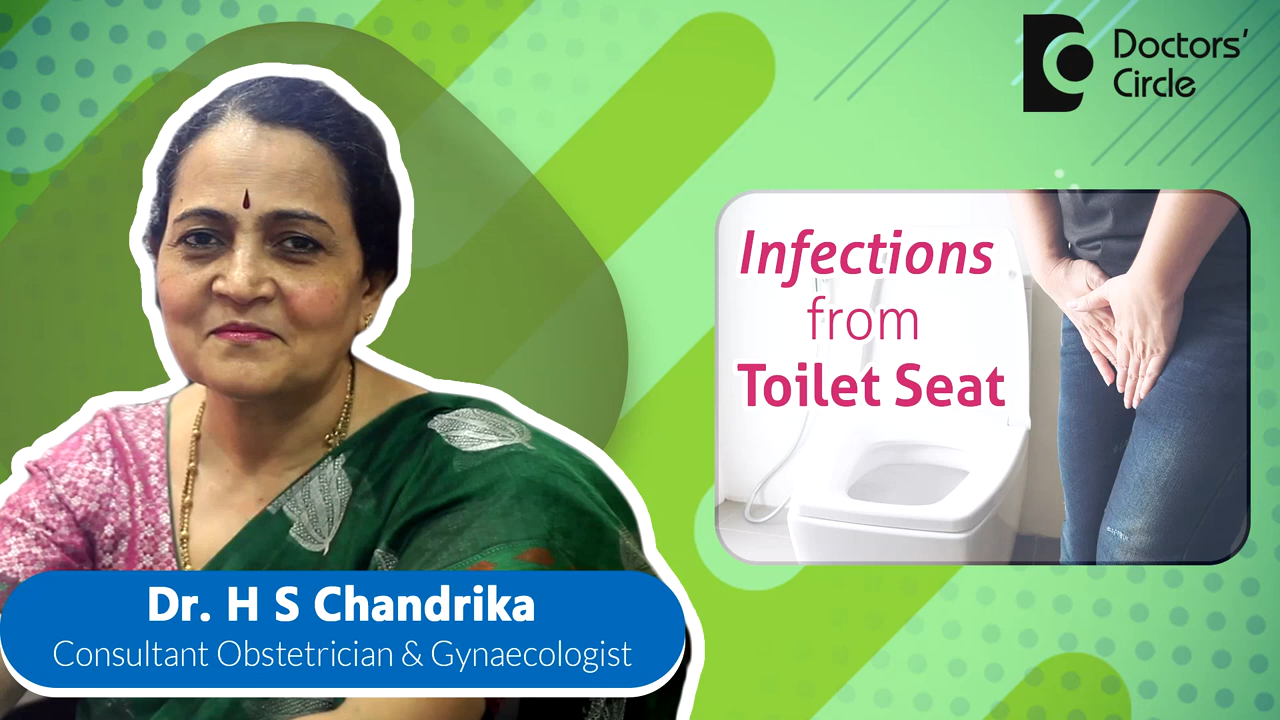 Doctors'
Circle
Infections
from
Toilet Seat
Dr. H S Chandrika
Consultant Obstetrician & Gynaecologist